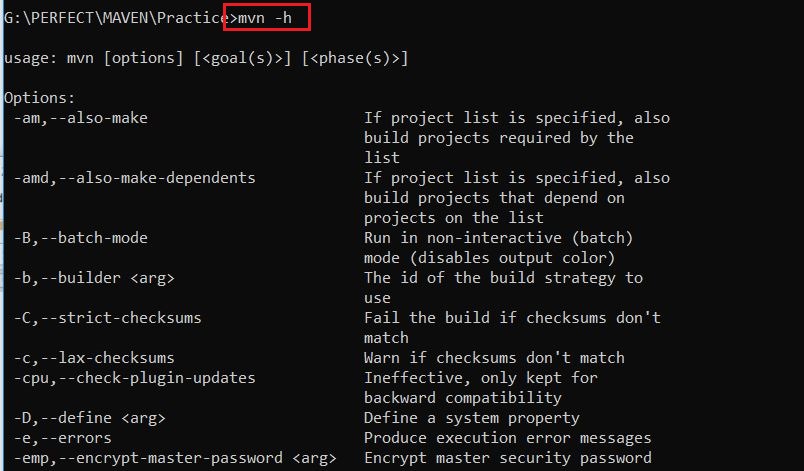 G:\PERFECT\MAVEN\Practice>mvn -h
usage: mvn [options] [<goal(s)>] [<phase(s)>]
Options:
-am,--also-make If project list is specified, also
build projects required by the
list
-amd,--also-make-dependents If project list is specified, also
build projects that depend on
projects on the list
-B,--batch-mode Run in non-interactive (batch)
mode (disables output color)
-b,--builder <arg> The id of the build strategy to
use
-C,--strict-checksums Fail the build if checksums don't
match
-c,--lax-checksums Warn if checksums don't match
-cpu,--check-plugin-updates Ineffective, only kept for
backward compatibility
-D,--define <arg> Define a system property
-e,--errors Produce execution error messages
-emp,--encrypt-master-password <arg> Encrypt master security password